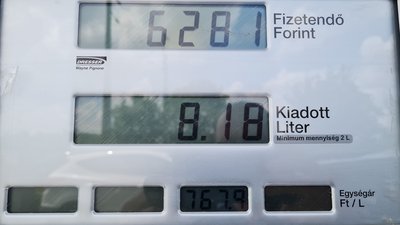 6281
Fizetendő
Forint
DRESSER
Wayne Pignone
8.18
Kiadott
Liter
Minimum mennyiség 2 L
767.9
Egységár
Ft / L